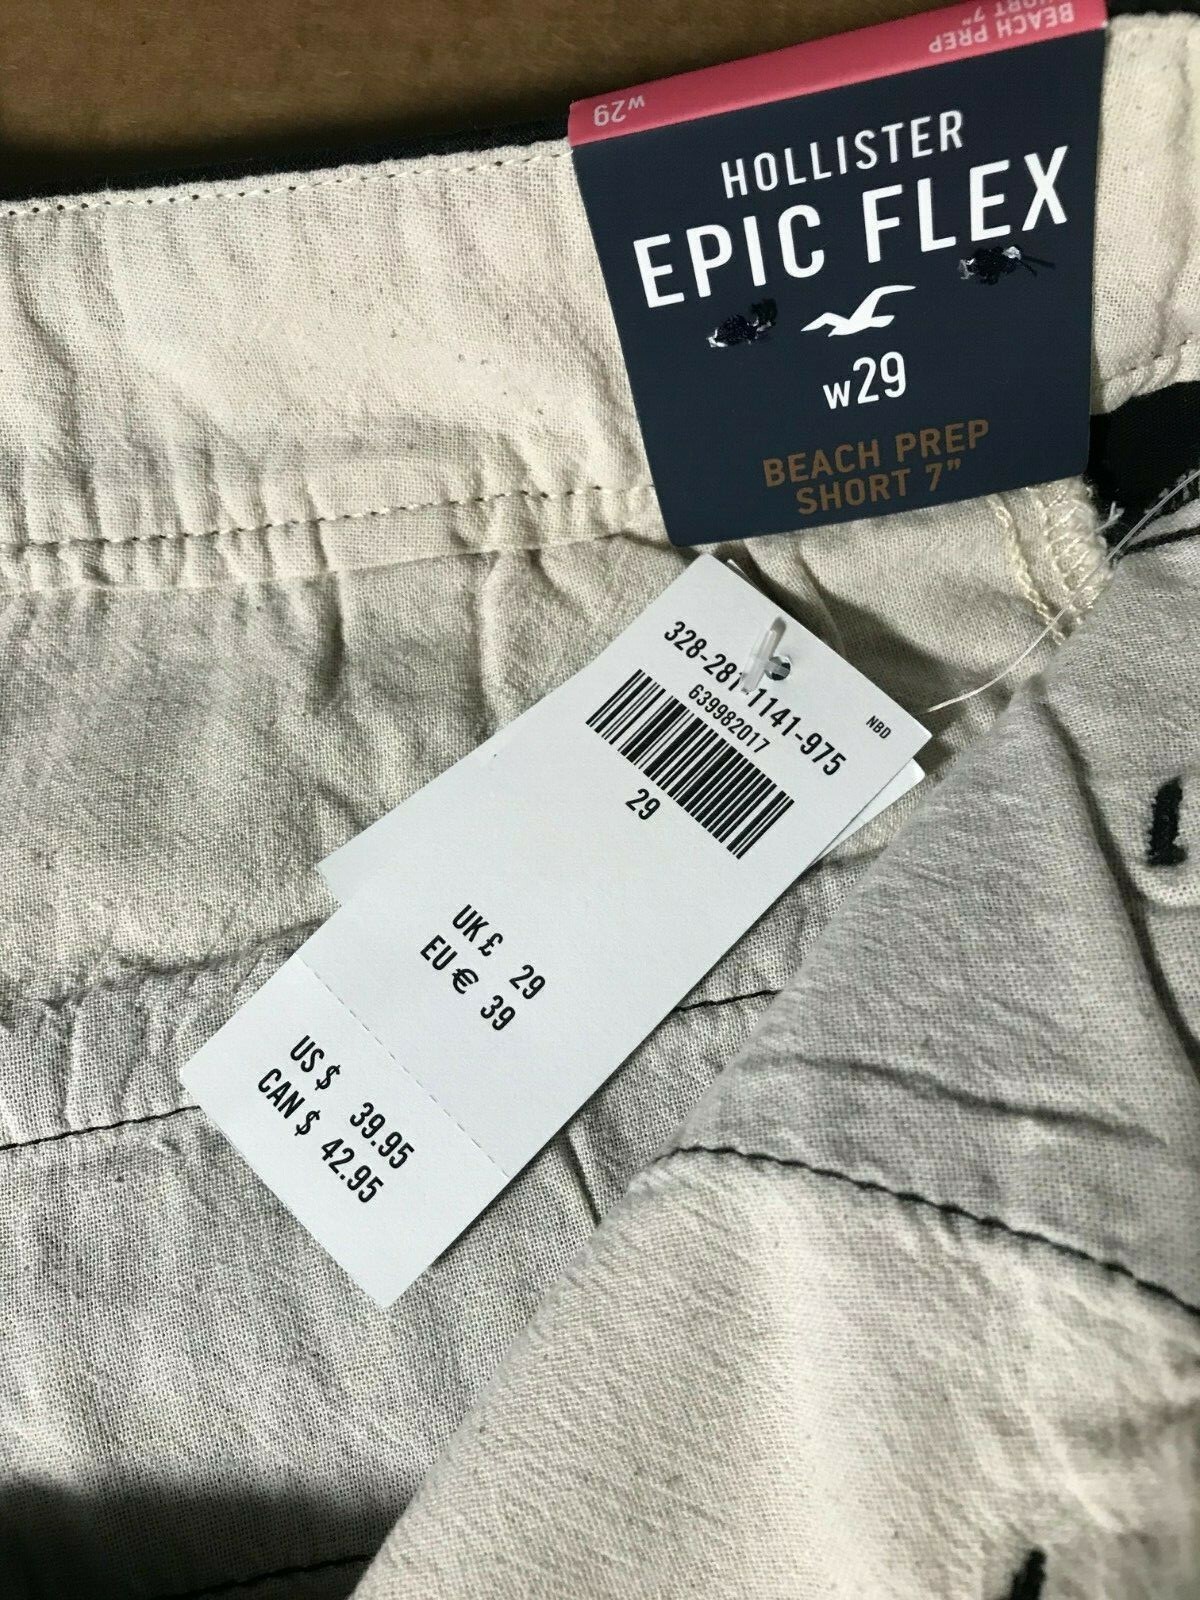 BEACH PREP
SHORT 7"
w29
HOLLISTER
EPIC FLEX
w29
BEACH PREP
SHORT 7"
328-281-1141-975
639982017
NBD
29
UK £ 29
EU € 39
US $ 39.95
CAN $ 42.95